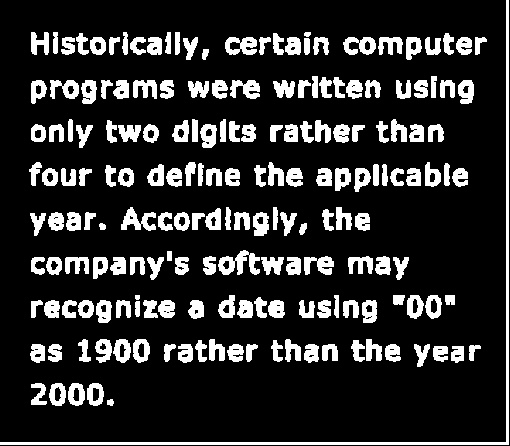 Historically, certain computer
programs were written using
only two digits rather than
four to define the applicable
year. Accordingly, the
company's software may
recognize a date using "00"
as 1900 rather than the year
2000.